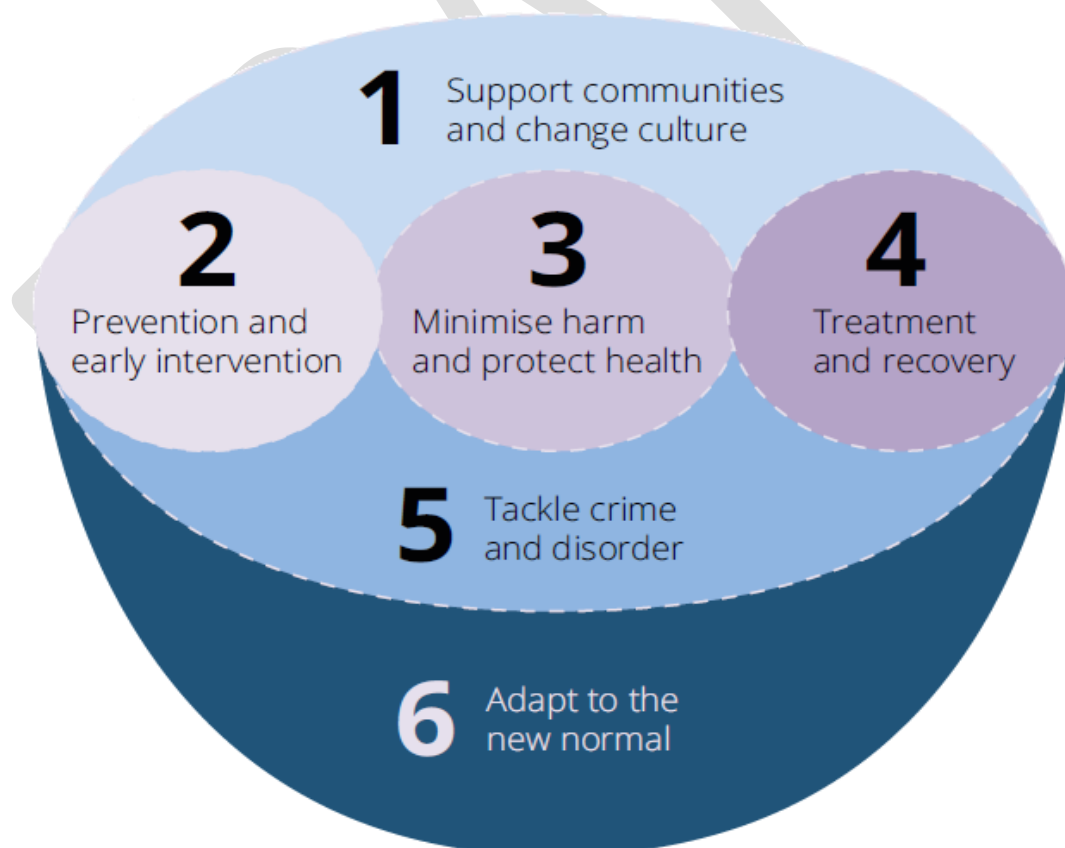 1
Support communities
and change culture
2
Prevention and
early intervention
3
Minimise harm
and protect health
4
Treatment
and recovery
5
Tackle crime
and disorder
6
Adapt to the
new normal